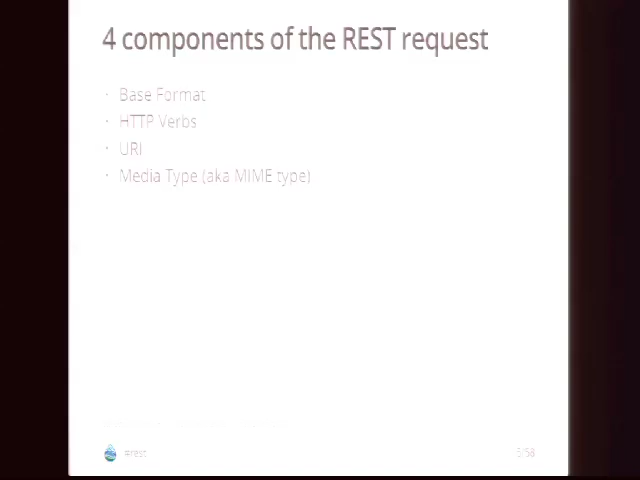 4 components of the REST request
· Base Format
· HTTP Verbs
· URI
· Media Type (aka MIME type)
#rest
5/58